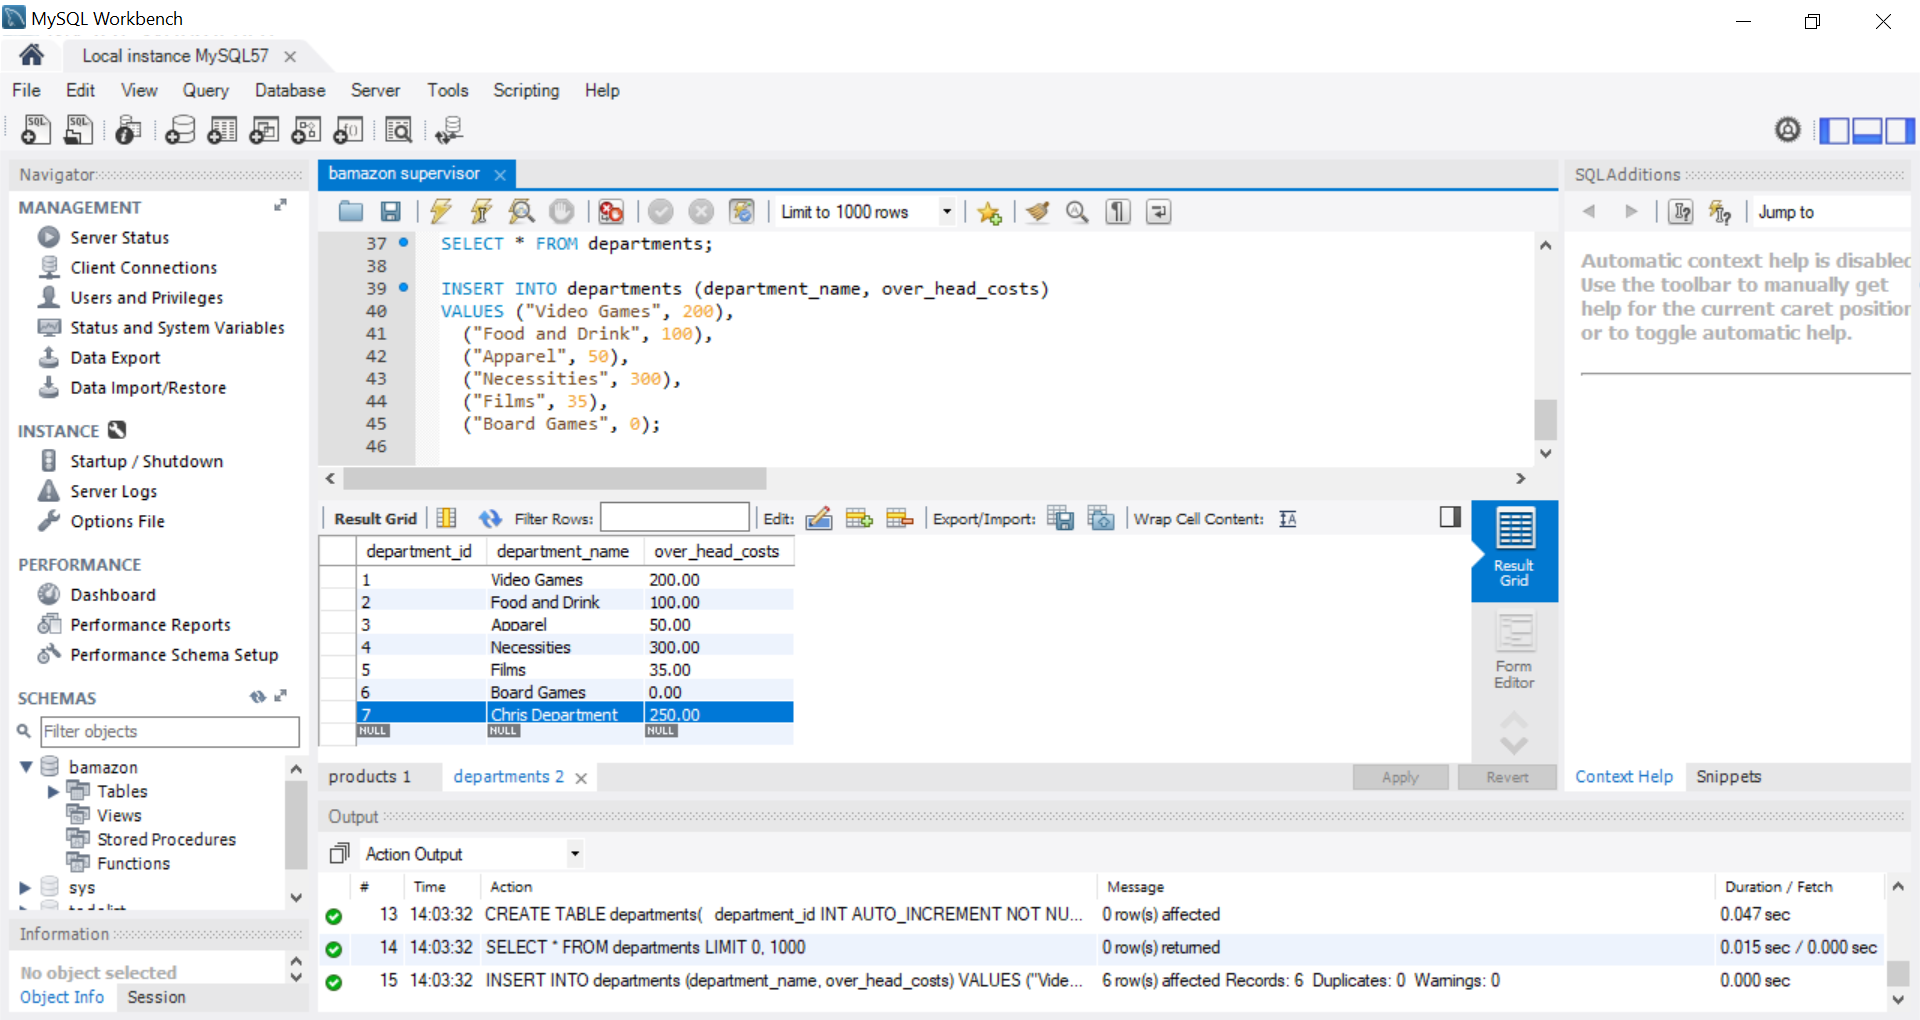 MySQL Workbench
Local instance MySQL57
File Edit View Query Database Server Tools Scripting Help
Navigator
MANAGEMENT
Server Status
Client Connections
Users and Privileges
Status and System Variables
Data Export
Data Import/Restore
INSTANCE
Startup / Shutdown
Server Logs
Options File
PERFORMANCE
Dashboard
Performance Reports
Performance Schema Setup
SCHEMAS
Filter objects
bamazon
Tables
Views
Stored Procedures
Functions
sys
Information
No object selected
Object Info Session
bamazon supervisor
Limit to 1000 rows
37 SELECT * FROM departments;
38
39 INSERT INTO departments (department_name, over_head_costs)
40 VALUES ("Video Games", 200),
41 ("Food and Drink", 100),
42 ("Apparel", 50),
43 ("Necessities", 300),
44 ("Films", 35),
45 ("Board Games", 0);
46
Result Grid Filter Rows: Edit: Export/Import: Wrap Cell Content: IA
department_id department_name over_head_costs
1 Video Games 200.00
2 Food and Drink 100.00
3 Apparel 50.00
4 Necessities 300.00
5 Films 35.00
6 Board Games 0.00
7 Chris Department 250.00
NULL NULL NULL
Result
Grid
Form
Editor
products 1 departments 2 Apply Revert
SQLAdditions
Jump to
Automatic context help is disabled
Use the toolbar to manually get
help for the current caret position
or to toggle automatic help.
Context Help Snippets
Output
Action Output
# Time Action Message Duration / Fetch
13 14:03:32 CREATE TABLE departments( department_id INT AUTO_INCREMENT NOT NU... 0 row(s) affected 0.047 sec
14 14:03:32 SELECT * FROM departments LIMIT 0, 1000 0 row(s) returned 0.015 sec / 0.000 sec
15 14:03:32 INSERT INTO departments (department_name, over_head_costs) VALUES ("Vide... 6 row(s) affected Records: 6 Duplicates: 0 Warnings: 0 0.000 sec